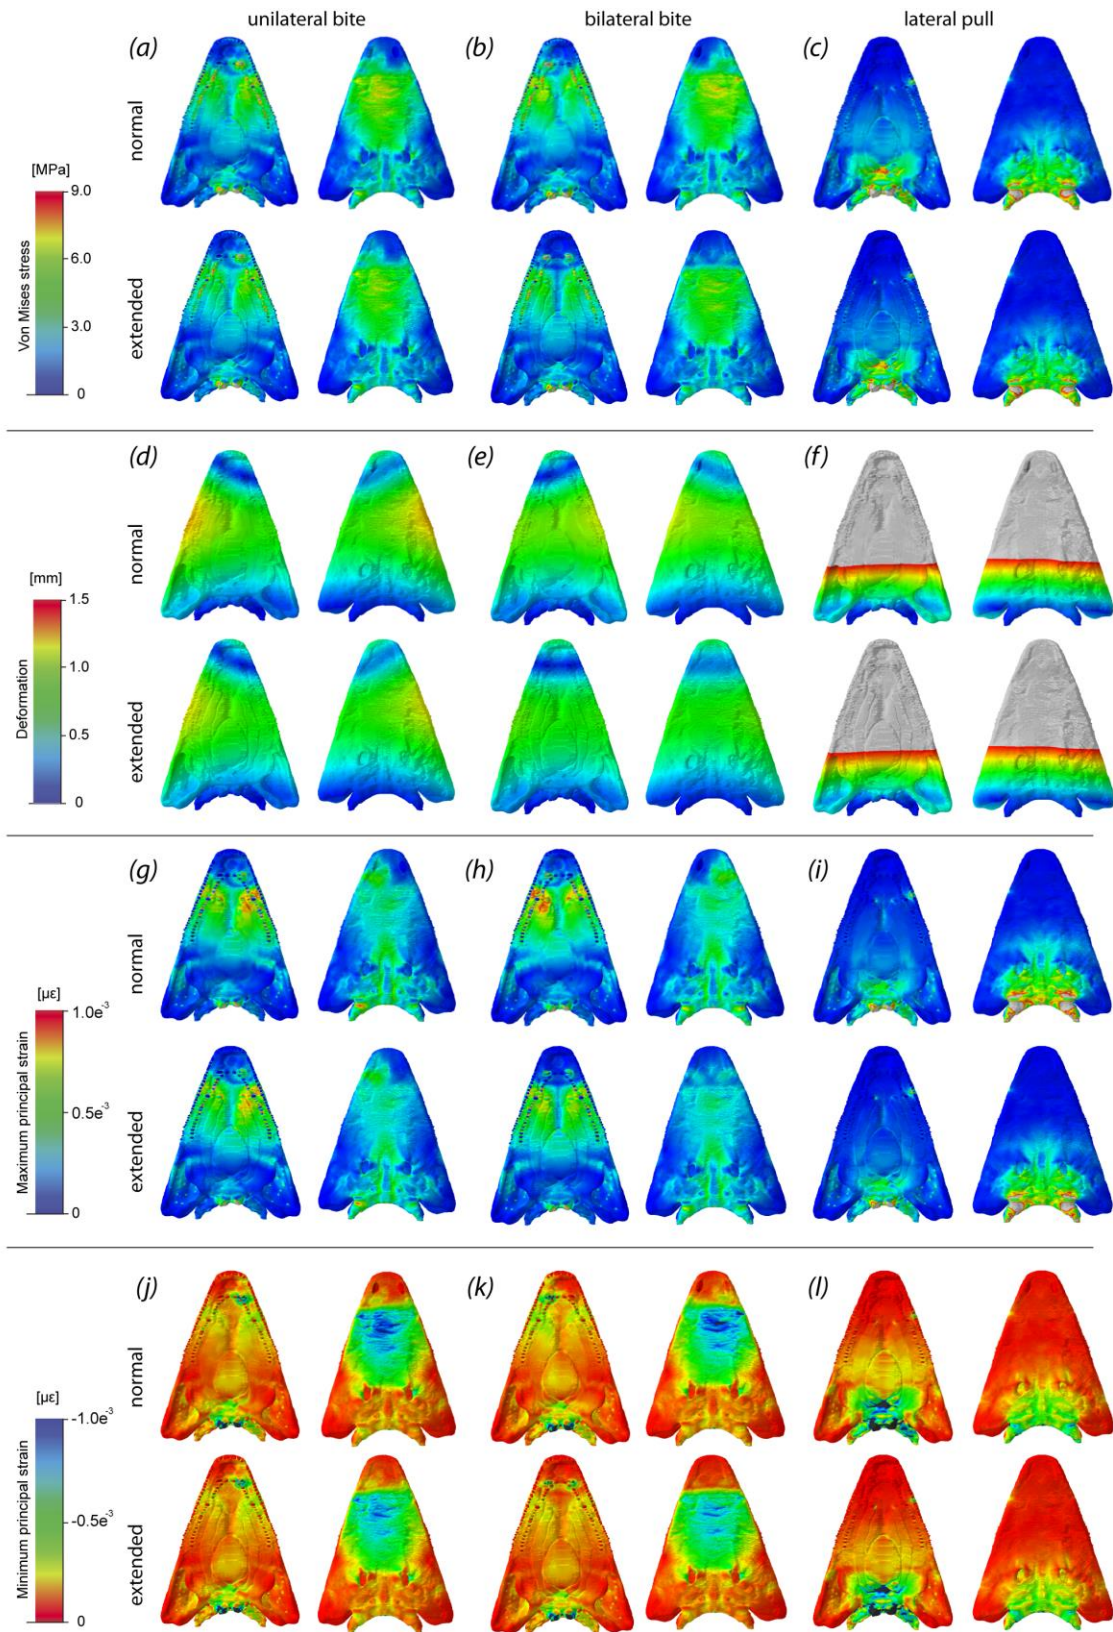 unilateral bite bilateral bite lateral pull
(a) (b) (c)
normal
[MPa]
9.0
6.0
3.0
0
Von Mises stress
extended
(d) (e) (f)
normal
[mm]
1.5
1.0
0.5
0
Deformation
extended
(g) (h) (i)
normal
[με]
1.0e⁻³
0.5e⁻³
0
Maximum principal strain
extended
(j) (k) (l)
normal
[με]
-1.0e⁻³
-0.5e⁻³
0
Minimum principal strain
extended